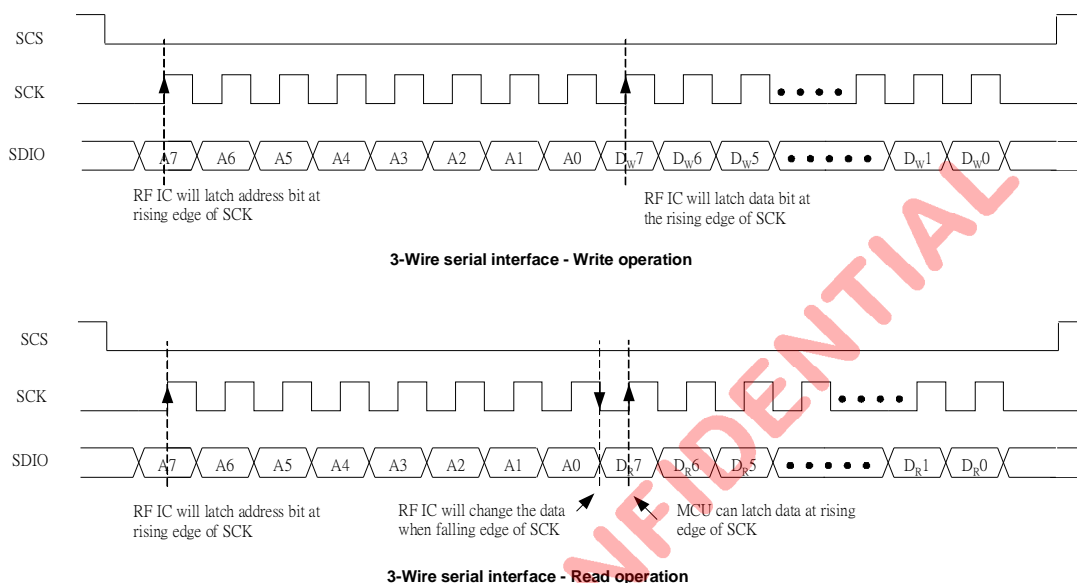 SCS
SCK
SDIO
A7 A6 A5 A4 A3 A2 A1 A0 DW7 DW6 DW5 DW1 DW0
RF IC will latch address bit at
rising edge of SCK
RF IC will latch data bit at
the rising edge of SCK
3-Wire serial interface - Write operation
SCS
SCK
SDIO
A7 A6 A5 A4 A3 A2 A1 A0 DR7 DR6 DR5 DR1 DR0
RF IC will latch address bit at
rising edge of SCK
RF IC will change the data
when falling edge of SCK
MCU can latch data at rising
edge of SCK
3-Wire serial interface - Read operation
NFIDENTIAL